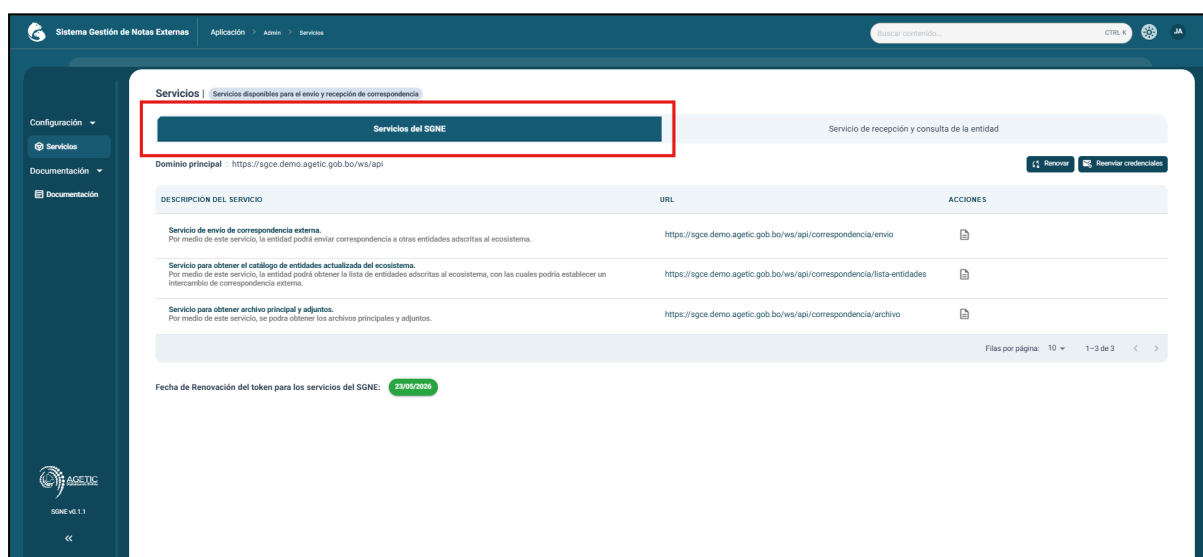 Sistema Gestión de Notas Externas
Aplicación > Admin > Servicios
Buscar contenido...
CTRL K
JA
Configuración
Servicios
Documentación
Documentación
AGETIC
SGNE v0.1.1
Servicios | Servicios disponibles para el envío y recepción de correspondencia
Servicios del SGNE
Servicio de recepción y consulta de la entidad
Dominio principal : https://sgce.demo.agetic.gob.bo/ws/api
Renovar
Reenviar credenciales
DESCRIPCIÓN DEL SERVICIO
URL
ACCIONES
Servicio de envío de correspondencia externa.
Por medio de este servicio, la entidad podrá enviar correspondencia a otras entidades adscritas al ecosistema.
https://sgce.demo.agetic.gob.bo/ws/api/correspondencia/envio
Servicio para obtener el catálogo de entidades actualizada del ecosistema.
Por medio de este servicio, la entidad podrá obtener la lista de entidades adscritas al ecosistema, con las cuales podría establecer un
intercambio de correspondencia externa.
https://sgce.demo.agetic.gob.bo/ws/api/correspondencia/lista-entidades
Servicio para obtener archivo principal y adjuntos.
Por medio de este servicio, se podra obtener los archivos principales y adjuntos.
https://sgce.demo.agetic.gob.bo/ws/api/correspondencia/archivo
Filas por página: 10
1–3 de 3
Fecha de Renovación del token para los servicios del SGNE: 23/05/2026